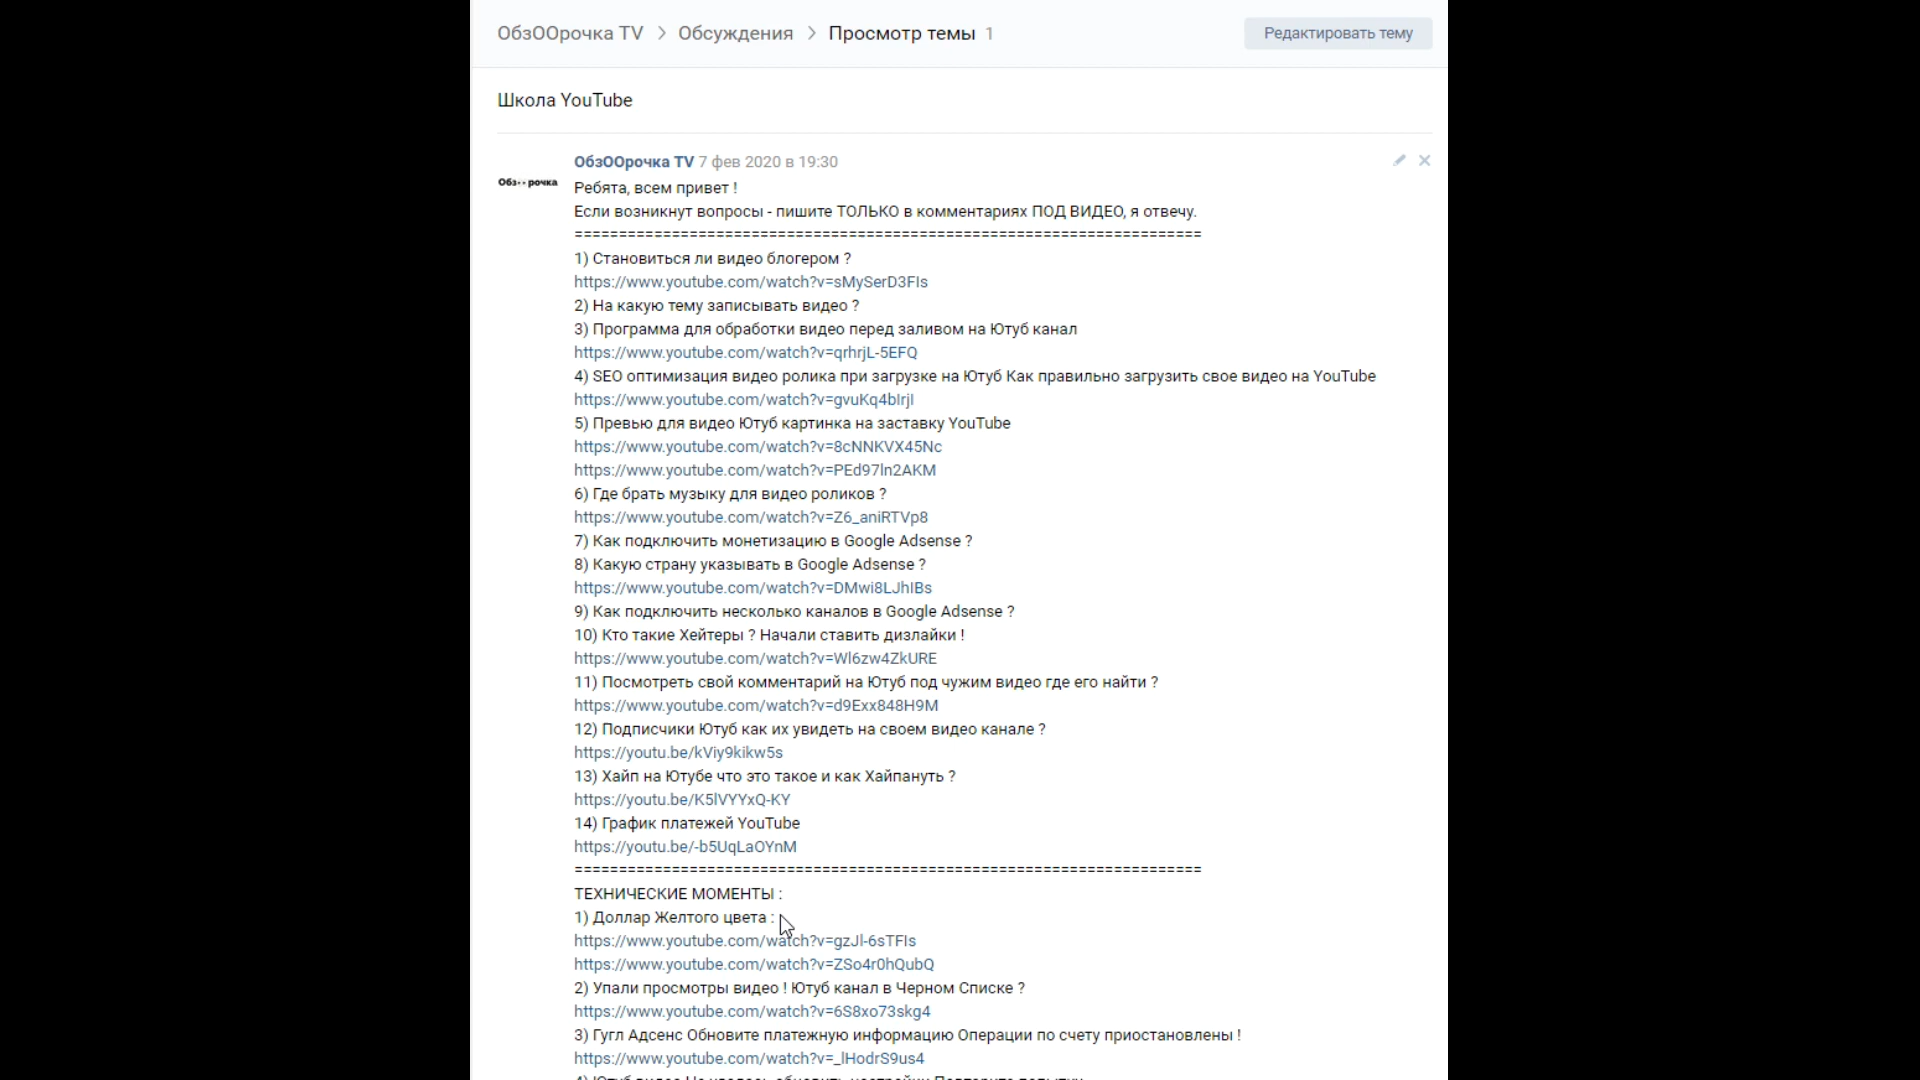 ОбзООрочка TV > Обсуждения > Просмотр темы 1
Редактировать тему
Школа YouTube
ОбзООрочка TV 7 фев 2020 в 19:30
Ребята, всем привет !
Если возникнут вопросы - пишите ТОЛЬКО в комментариях ПОД ВИДЕО, я отвечу.
=======================================================================
1) Становиться ли видео блогером ?
https://www.youtube.com/watch?v=sMySerD3FIs
2) На какую тему записывать видео ?
3) Программа для обработки видео перед заливом на Ютуб канал
https://www.youtube.com/watch?v=qrhrjL-5EFQ
4) SEO оптимизация видео ролика при загрузке на Ютуб Как правильно загрузить свое видео на YouTube
https://www.youtube.com/watch?v=gvuKq4bIrjI
5) Превью для видео Ютуб картинка на заставку YouTube
https://www.youtube.com/watch?v=8cNNKVX45Nc
https://www.youtube.com/watch?v=PEd97ln2AKM
6) Где брать музыку для видео роликов ?
https://www.youtube.com/watch?v=Z6_aniRTVp8
7) Как подключить монетизацию в Google Adsense ?
8) Какую страну указывать в Google Adsense ?
https://www.youtube.com/watch?v=DMwi8LJhIBs
9) Как подключить несколько каналов в Google Adsense ?
10) Кто такие Хейтеры ? Начали ставить дизлайки !
https://www.youtube.com/watch?v=Wl6zw4ZkURE
11) Посмотреть свой комментарий на Ютуб под чужим видео где его найти ?
https://www.youtube.com/watch?v=d9Exx848H9M
12) Подписчики Ютуб как их увидеть на своем видео канале ?
https://youtu.be/kViy9kikw5s
13) Хайп на Ютубе что это такое и как Хайпануть ?
https://youtu.be/K5lVYYxQ-KY
14) График платежей YouTube
https://youtu.be/-b5UqLaOYnM
=======================================================================
ТЕХНИЧЕСКИЕ МОМЕНТЫ :
1) Доллар Желтого цвета :
https://www.youtube.com/watch?v=gzJl-6sTFIs
https://www.youtube.com/watch?v=ZSo4r0hQubQ
2) Упали просмотры видео ! Ютуб канал в Черном Списке ?
https://www.youtube.com/watch?v=6S8xo73skg4
3) Гугл Адсенс Обновите платежную информацию Операции по счету приостановлены !
https://www.youtube.com/watch?v=_lHodrS9us4